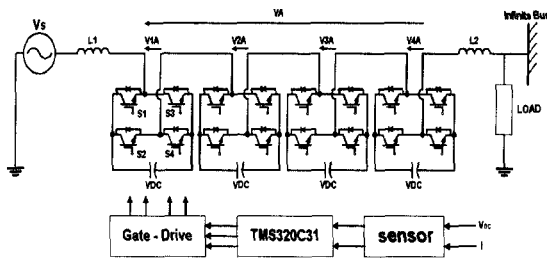 VA
Vs
L1
V1A
V2A
V3A
V4A
L2
Infinite Bus
S1
S3
S2
S4
LOAD
VDC
VDC
VDC
VDC
Gate - Drive
TMS320C31
sensor
I